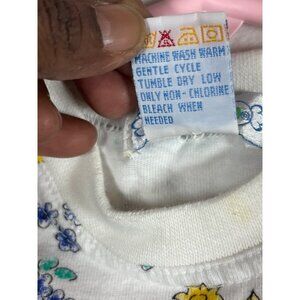 MACHINE WASH WARM
GENTLE CYCLE
TUMBLE DRY LOW
ONLY NON-CHLORINE
BLEACH WHEN
NEEDED